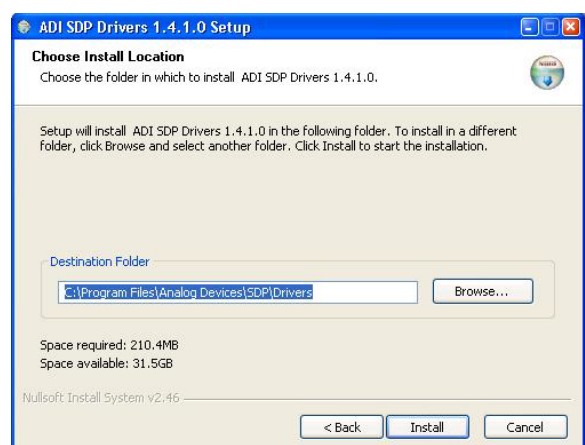 ADI SDP Drivers 1.4.1.0 Setup
Choose Install Location
Choose the folder in which to install ADI SDP Drivers 1.4.1.0.
Setup will install ADI SDP Drivers 1.4.1.0 in the following folder. To install in a different
folder, click Browse and select another folder. Click Install to start the installation.
Destination Folder
C:\Program Files\Analog Devices\SDP\Drivers
Browse...
Space required: 210.4MB
Space available: 31.5GB
Nullsoft Install System v2.46
< Back Install Cancel